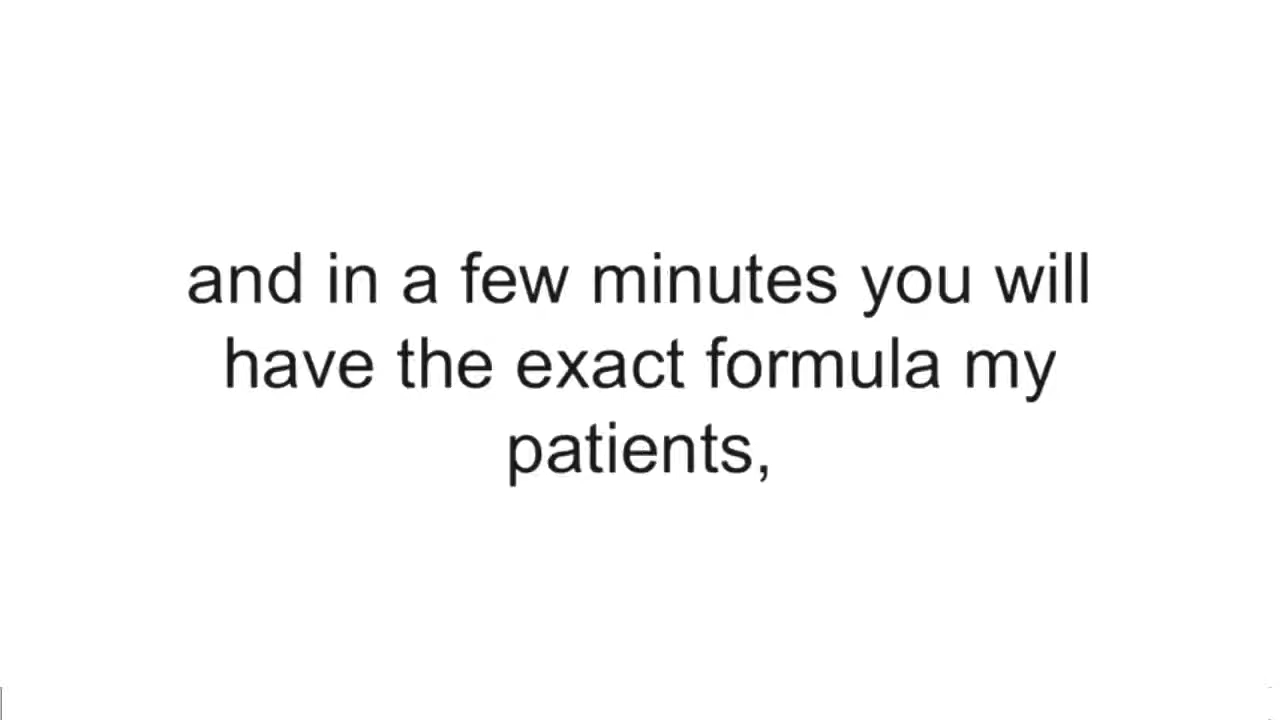 and in a few minutes you will
have the exact formula my
patients,